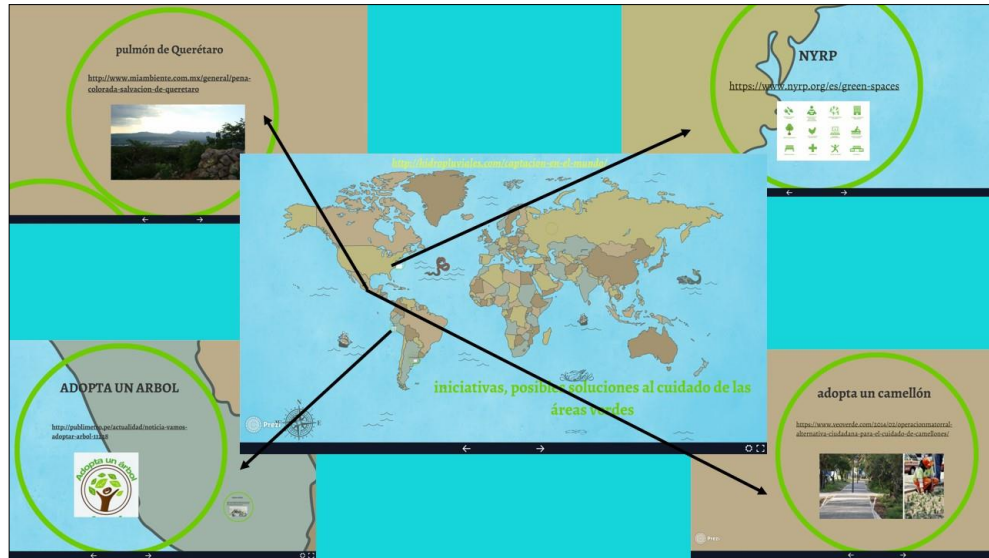 pulmón de Querétaro
http://www.miambiente.com.mx/general/pena-
colorada-salvacion-de-queretaro
NYRP
https://www.nyrp.org/es/green-spaces
http://hidropluviales.com/captacion-en-el-mundo/
iniciativas, posibles soluciones al cuidado de las
áreas verdes
Prezi
ADOPTA UN ARBOL
http://publimetro.pe/actualidad/noticia-vamos-
adoptar-arbol-11428
Adopta un árbol
adopta un camellón
https://www.veoverde.com/2014/02/operacionmatorral-
alternativa-ciudadana-para-el-cuidado-de-camellones/
Prezi